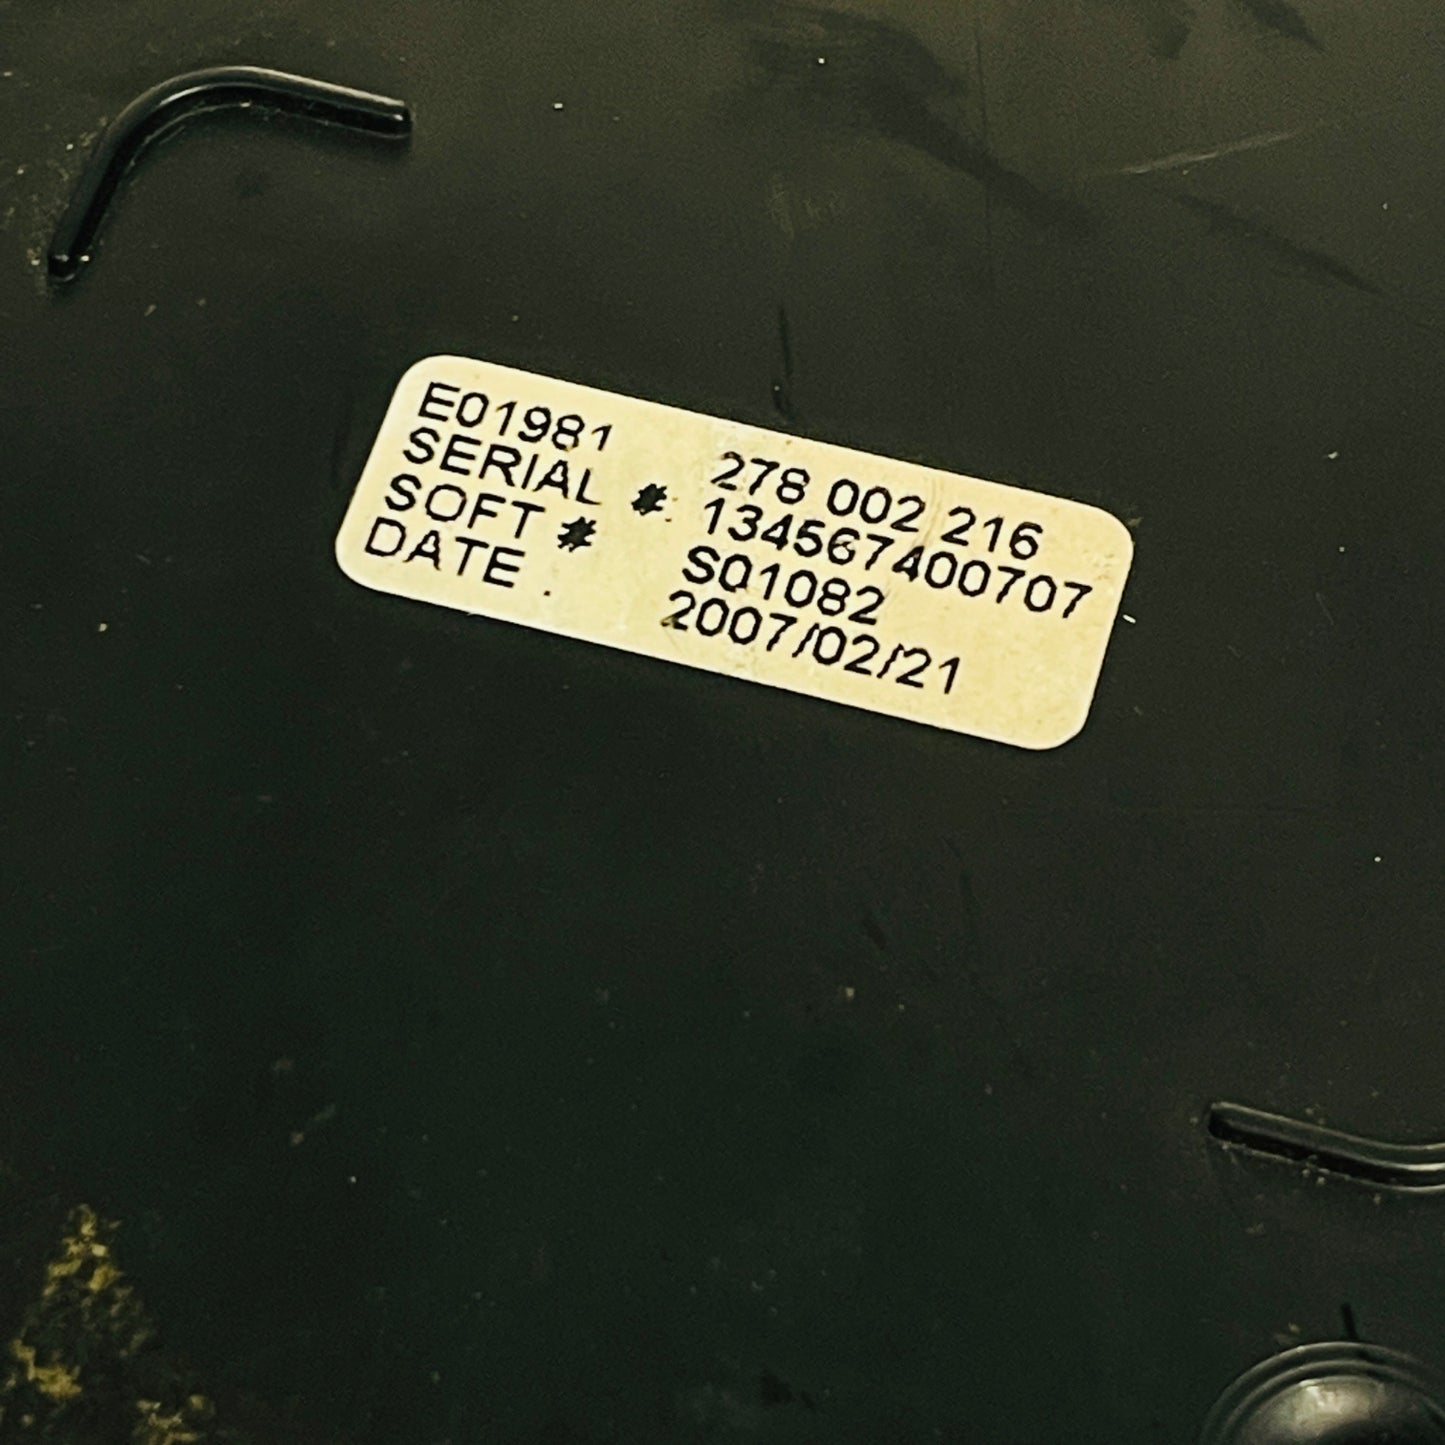 E01981 278 002 216
SERIAL # 134567400707
SOFT # S01082
DATE 2007/02/21